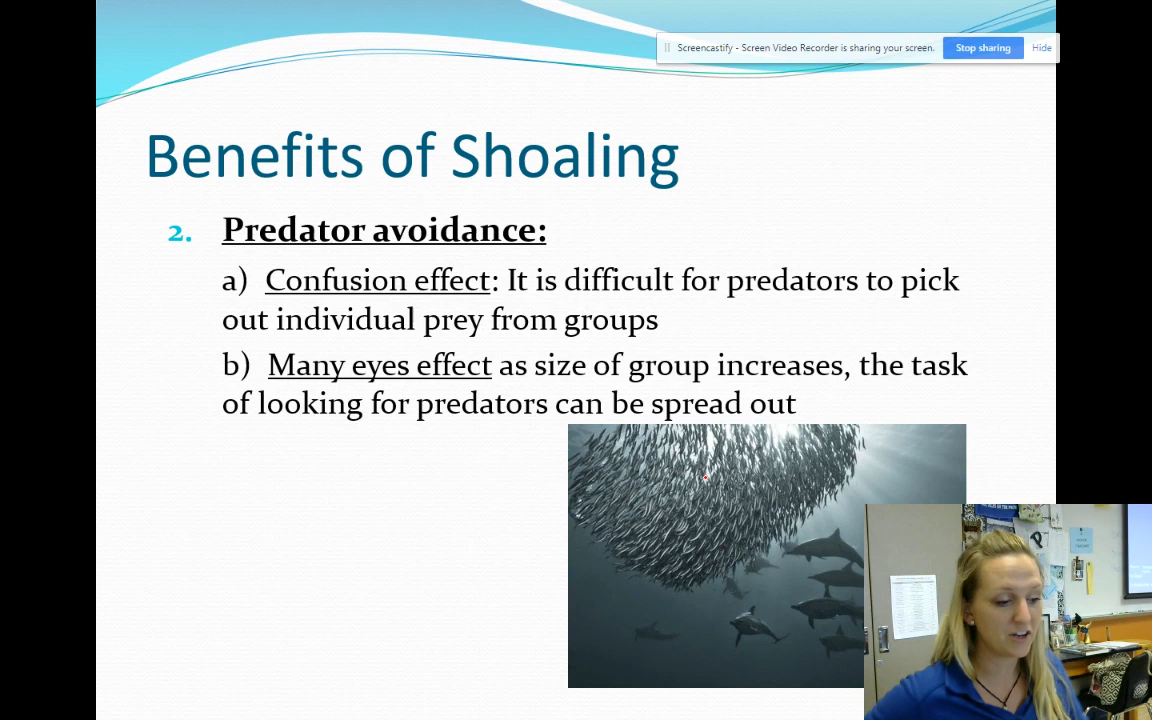 Screencastify - Screen Video Recorder is sharing your screen. Stop sharing Hide
Benefits of Shoaling
2. Predator avoidance:
a) Confusion effect: It is difficult for predators to pick
out individual prey from groups
b) Many eyes effect as size of group increases, the task
of looking for predators can be spread out